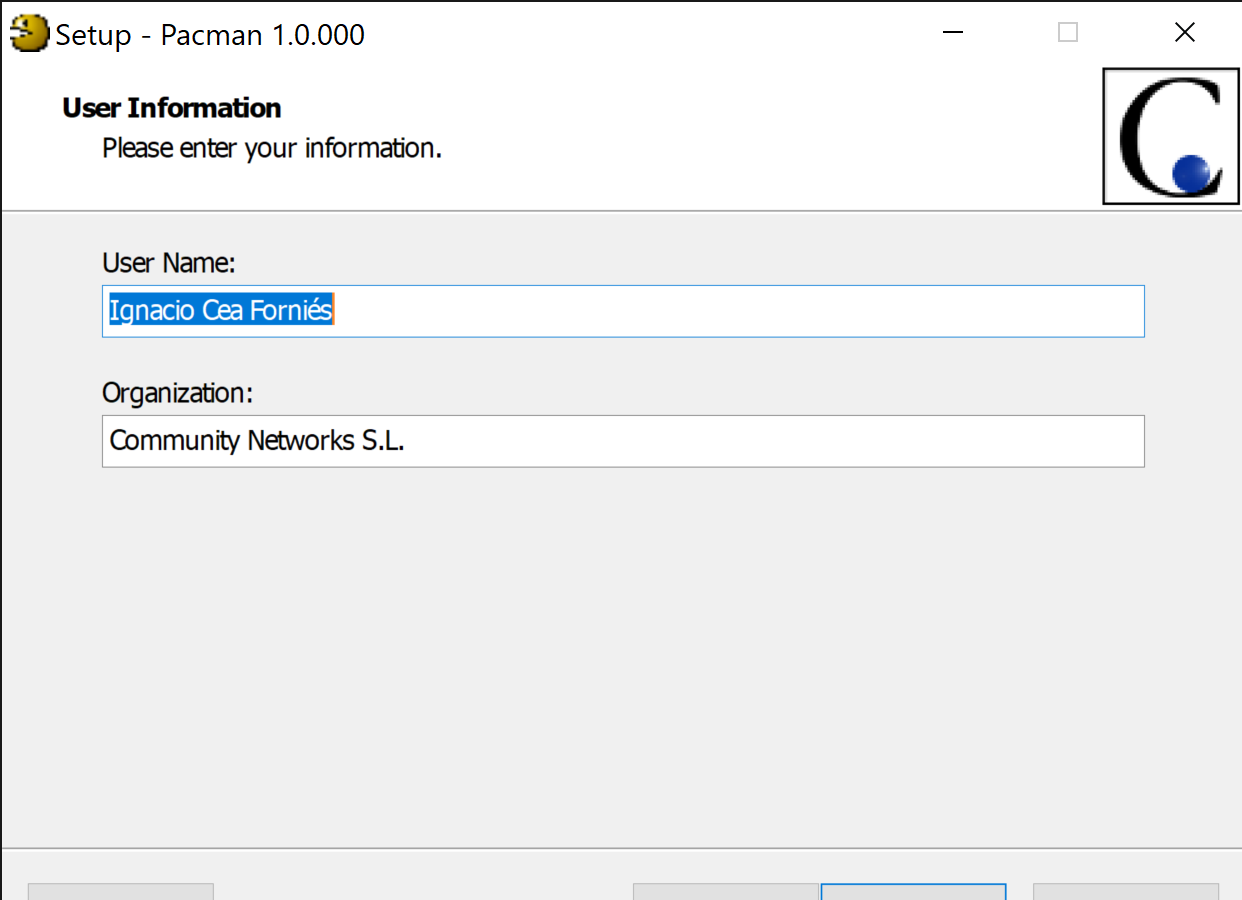 Setup - Pacman 1.0.000
User Information
Please enter your information.
User Name:
Ignacio Cea Forniés
Organization:
Community Networks S.L.